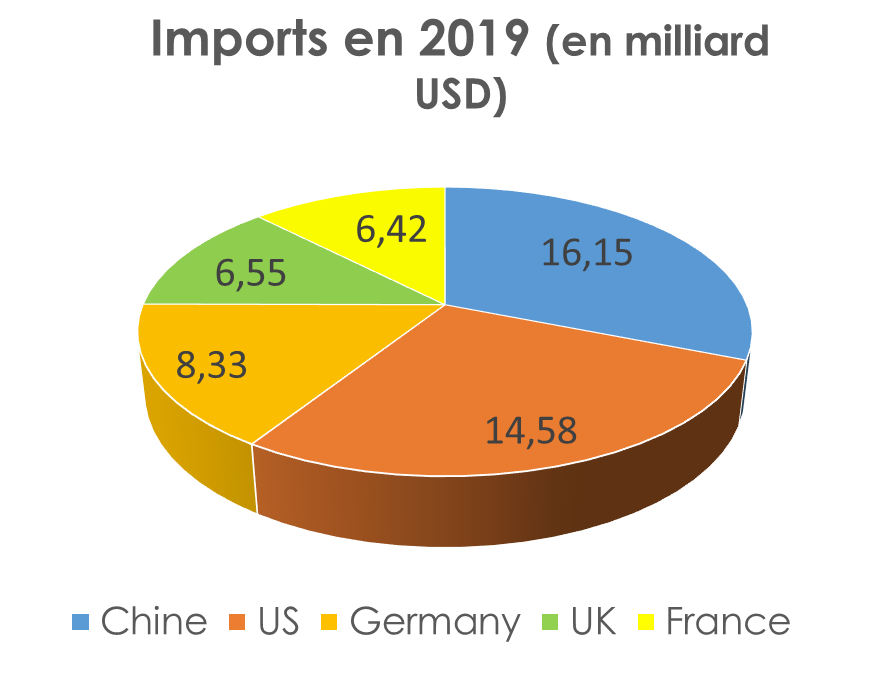 Imports en 2019 (en milliard
USD)
6,42
16,15
6,55
8,33
14,58
Chine US Germany UK France